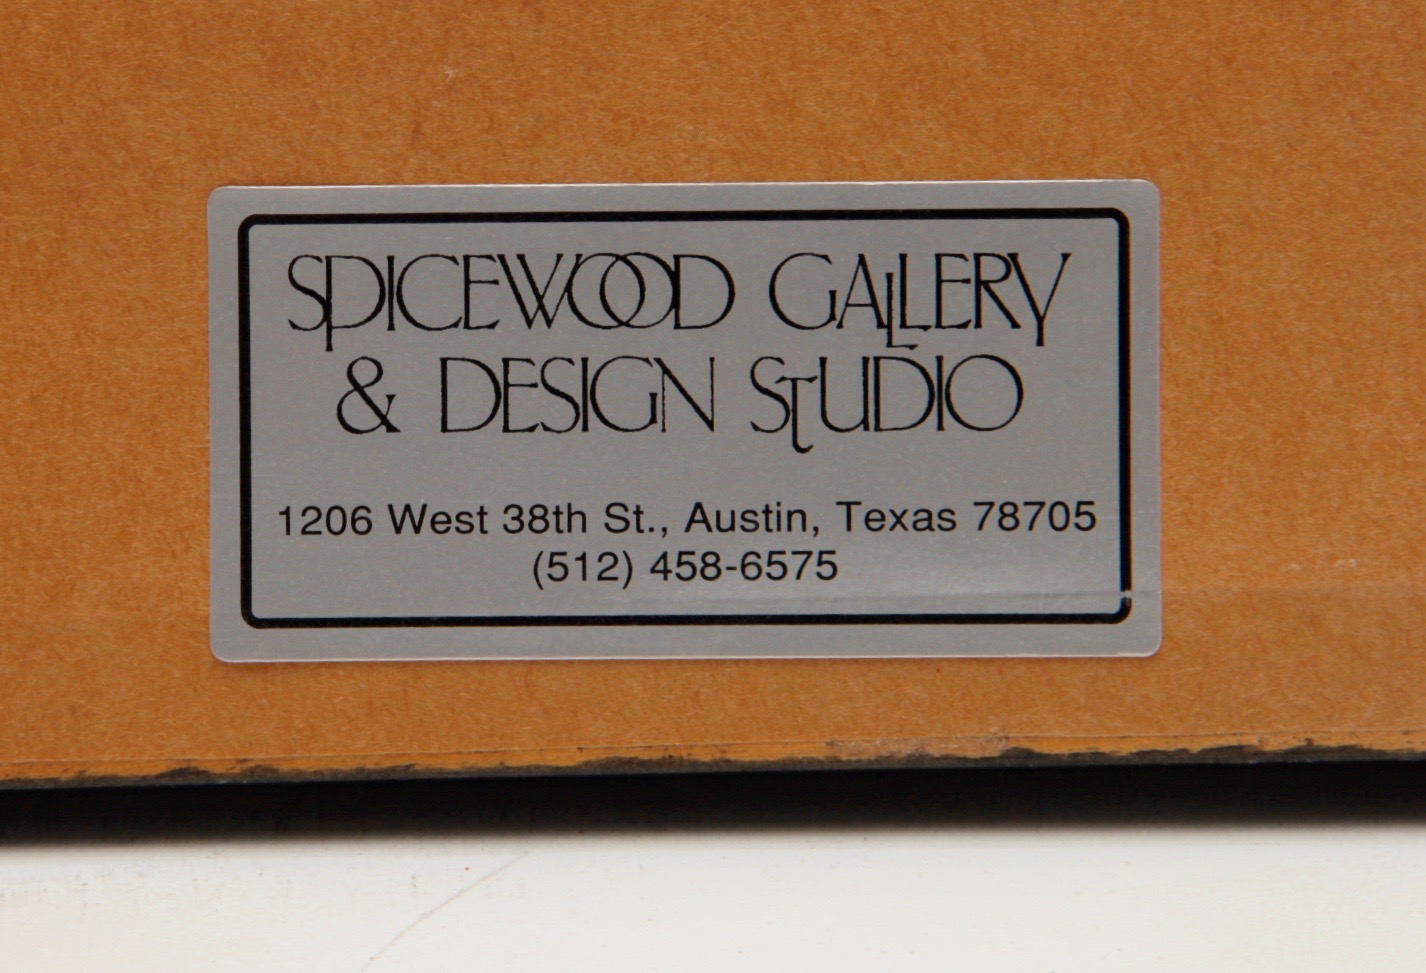 SPICEWOOD GALLERY
& DESIGN STUDIO
1206 West 38th St., Austin, Texas 78705
(512) 458-6575